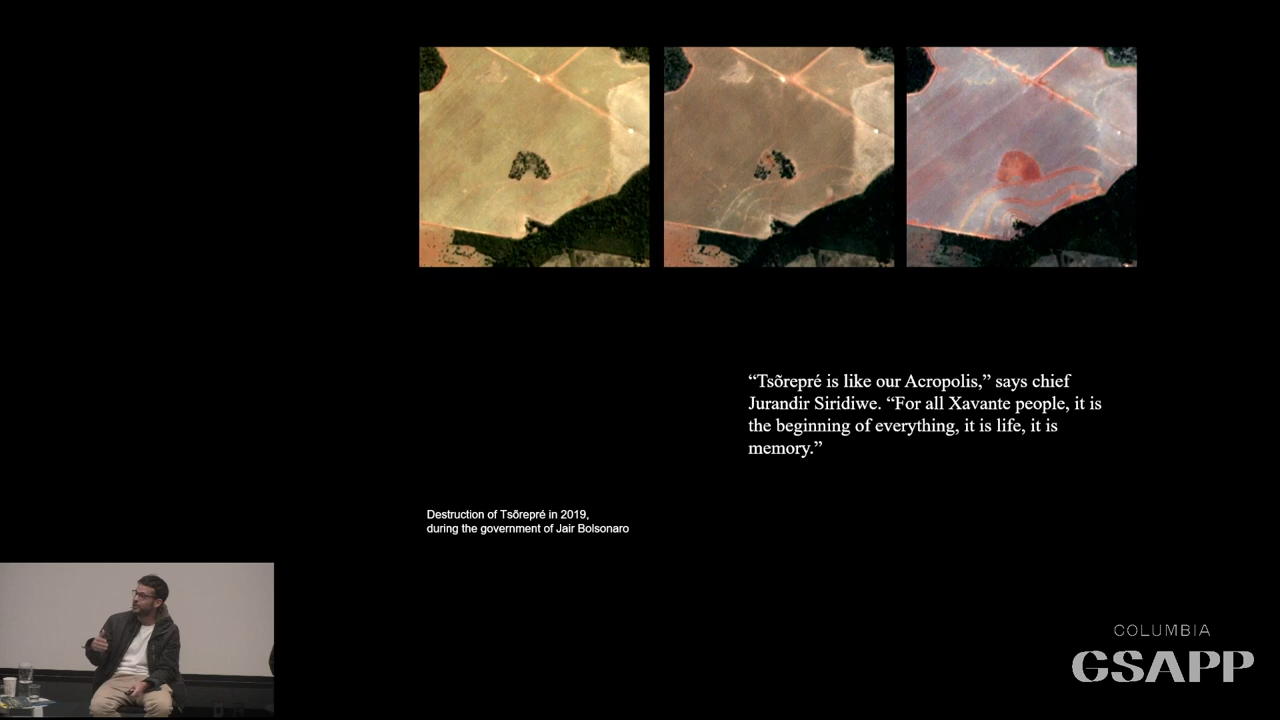 “Tsõrepré is like our Acropolis,” says chief
Jurandir Siridiwe. “For all Xavante people, it is
the beginning of everything, it is life, it is
memory.”
Destruction of Tsõrepré in 2019,
during the government of Jair Bolsonaro
COLUMBIA
GSAPP